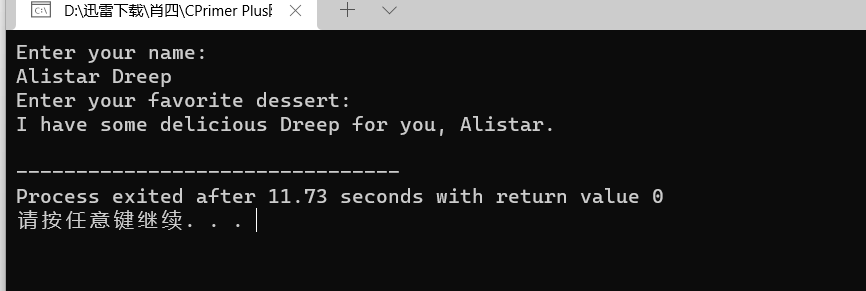 D:\迅雷下载\肖四\CPrimer Plus
Enter your name:
Alistar Dreep
Enter your favorite dessert:
I have some delicious Dreep for you, Alistar.
--------------------------------
Process exited after 11.73 seconds with return value 0
请按任意键继续. . .